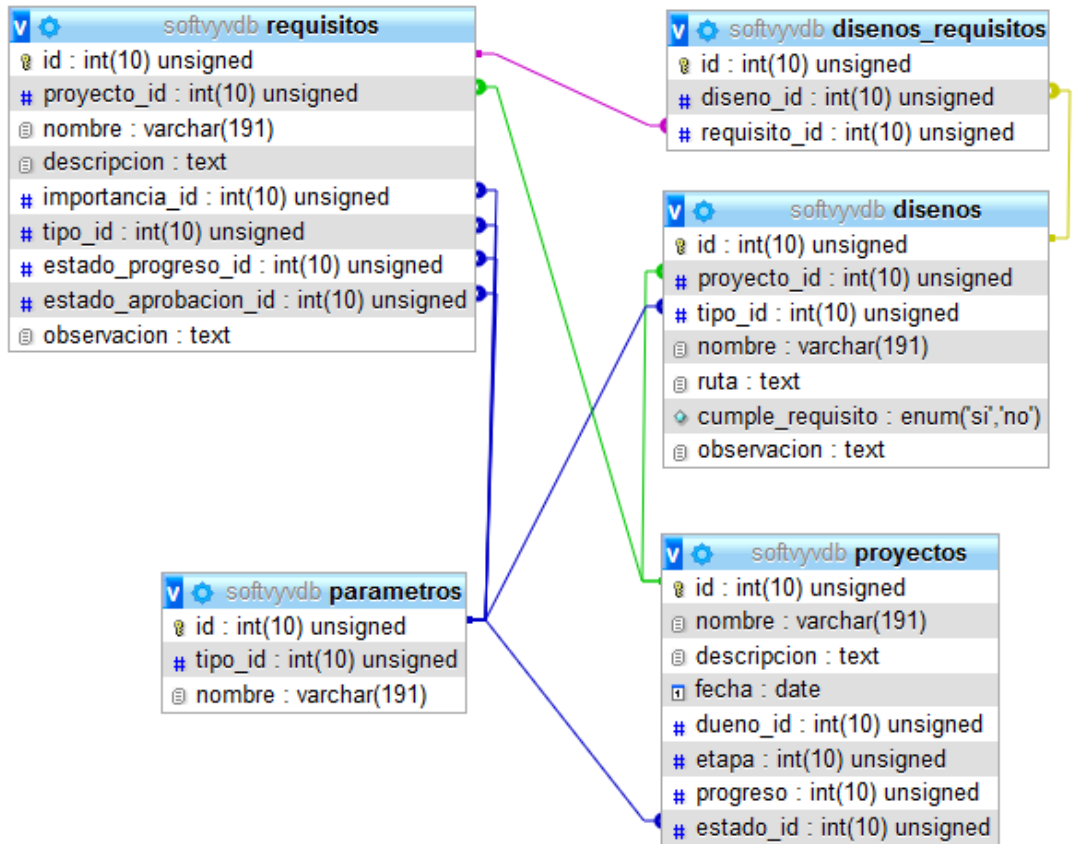 softvyvdb requisitos
id : int(10) unsigned
# proyecto_id : int(10) unsigned
nombre : varchar(191)
descripcion : text
# importancia_id : int(10) unsigned
# tipo_id : int(10) unsigned
# estado_progreso_id : int(10) unsigned
# estado_aprobacion_id : int(10) unsigned
observacion : text
softvyvdb disenos_requisitos
id : int(10) unsigned
# diseno_id : int(10) unsigned
# requisito_id : int(10) unsigned
softvyvdb disenos
id : int(10) unsigned
# proyecto_id : int(10) unsigned
# tipo_id : int(10) unsigned
nombre : varchar(191)
ruta : text
cumple_requisito : enum('si','no')
observacion : text
softvyvdb parametros
id : int(10) unsigned
# tipo_id : int(10) unsigned
nombre : varchar(191)
softvyvdb proyectos
id : int(10) unsigned
nombre : varchar(191)
descripcion : text
fecha : date
# dueno_id : int(10) unsigned
# etapa : int(10) unsigned
# progreso : int(10) unsigned
# estado_id : int(10) unsigned